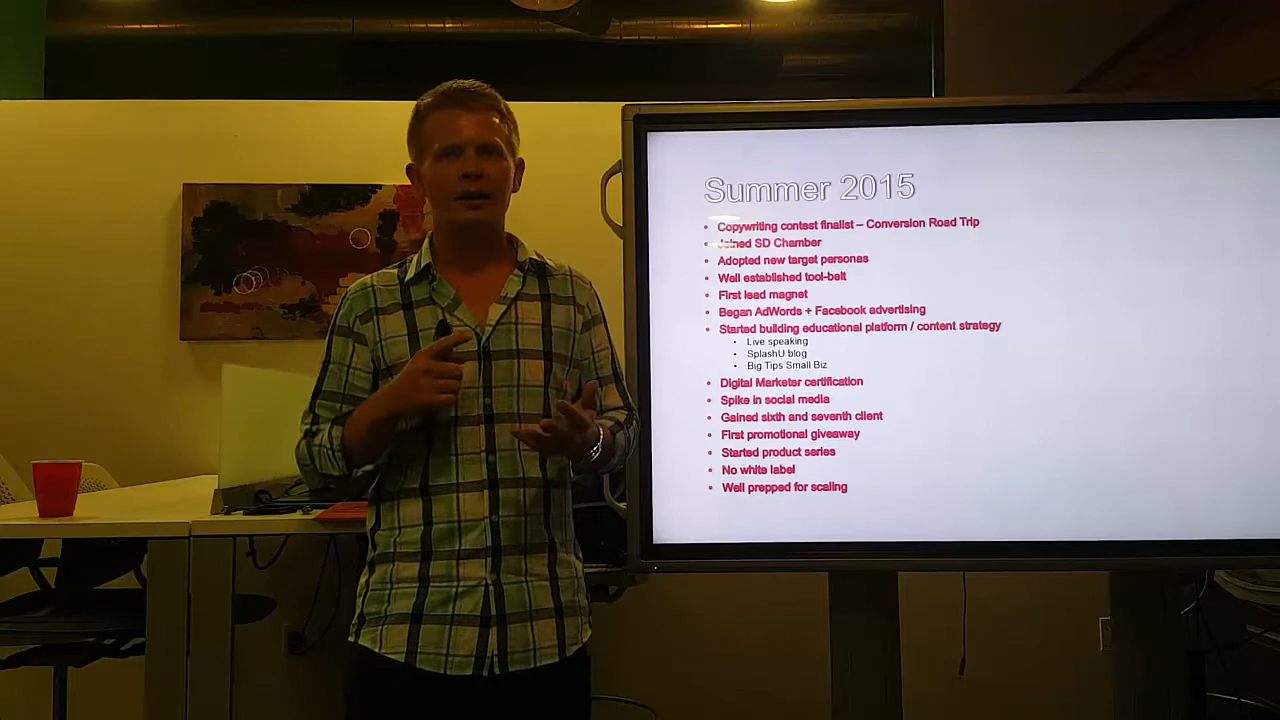 Summer 2015
• Copywriting contest finalist – Conversion Road Trip
• Joined SD Chamber
• Adopted new target personas
• Well established tool-belt
• First lead magnet
• Began AdWords + Facebook advertising
• Started building educational platform / content strategy
• Live speaking
• SplashU blog
• Big Tips Small Biz
• Digital Marketer certification
• Spike in social media
• Gained sixth and seventh client
• First promotional giveaway
• Started product series
• No white label
• Well prepped for scaling